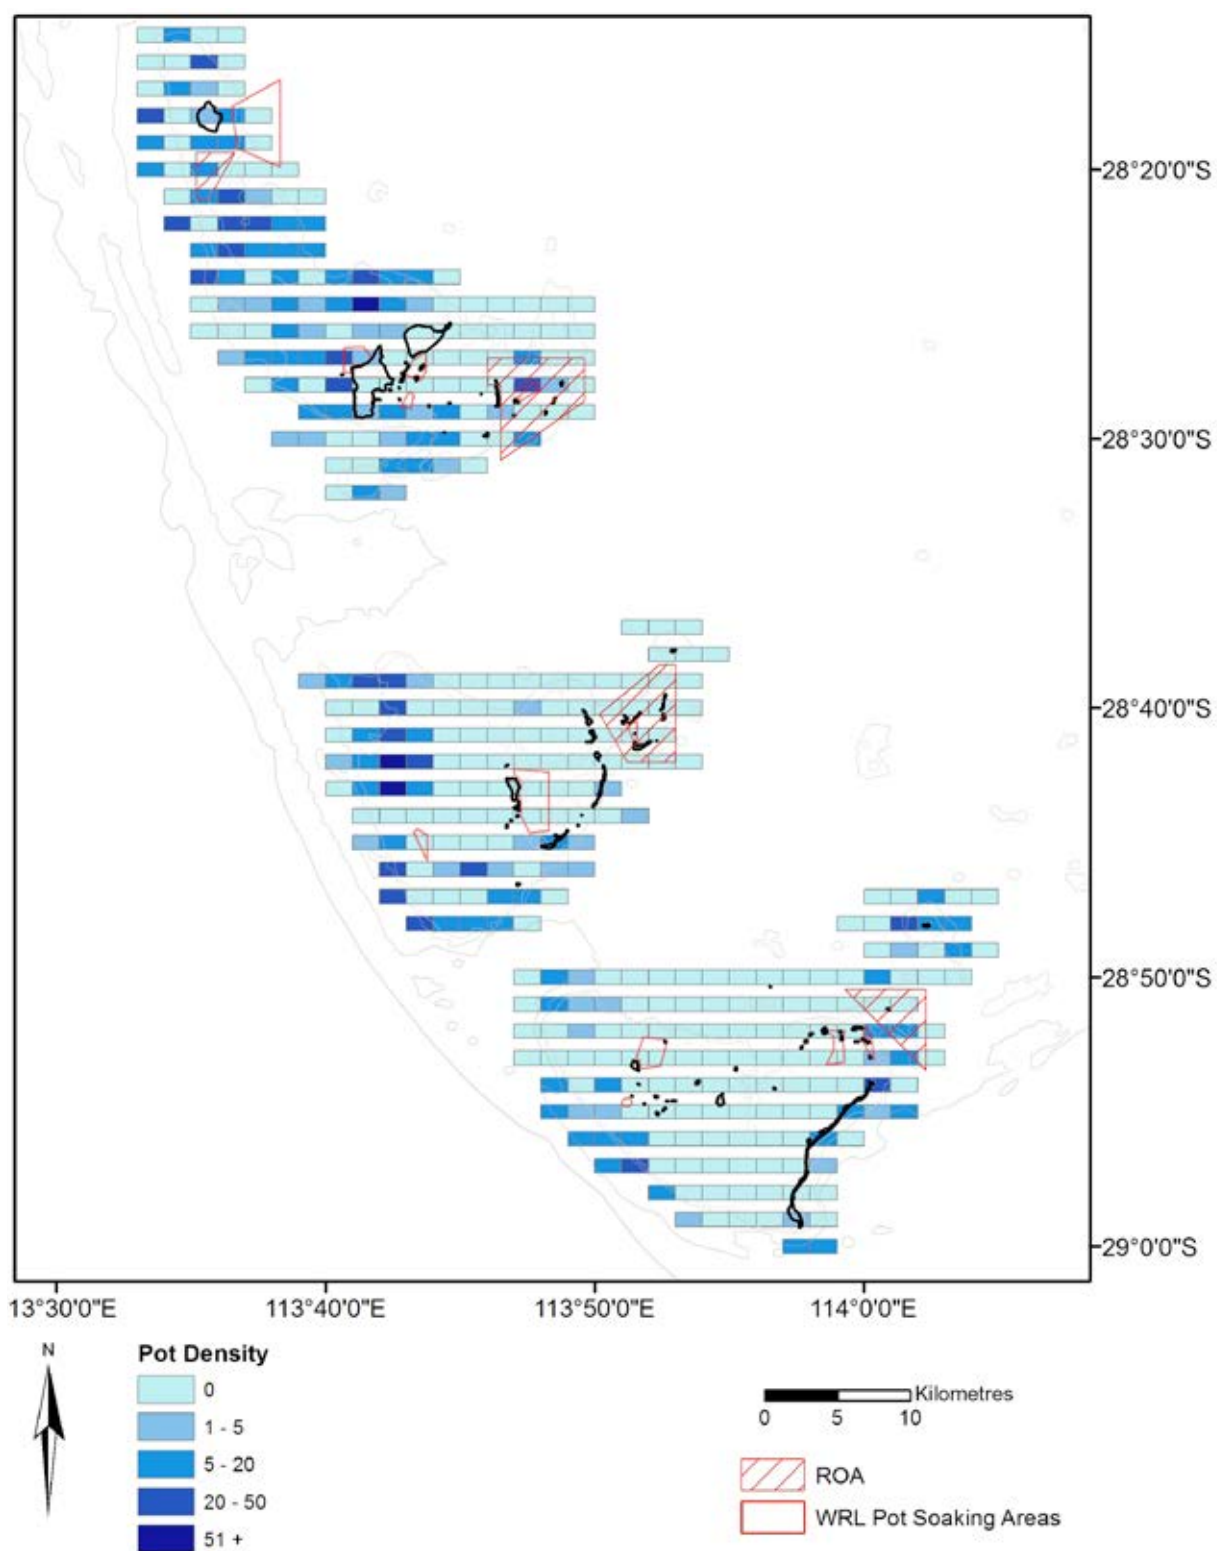 28°20'0"S
28°30'0"S
28°40'0"S
28°50'0"S
29°0'0"S
13°30'0"E 113°40'0"E 113°50'0"E 114°0'0"E
N
Pot Density
0
1 - 5
5 - 20
20 - 50
51 +
Kilometres
0 5 10
ROA
WRL Pot Soaking Areas